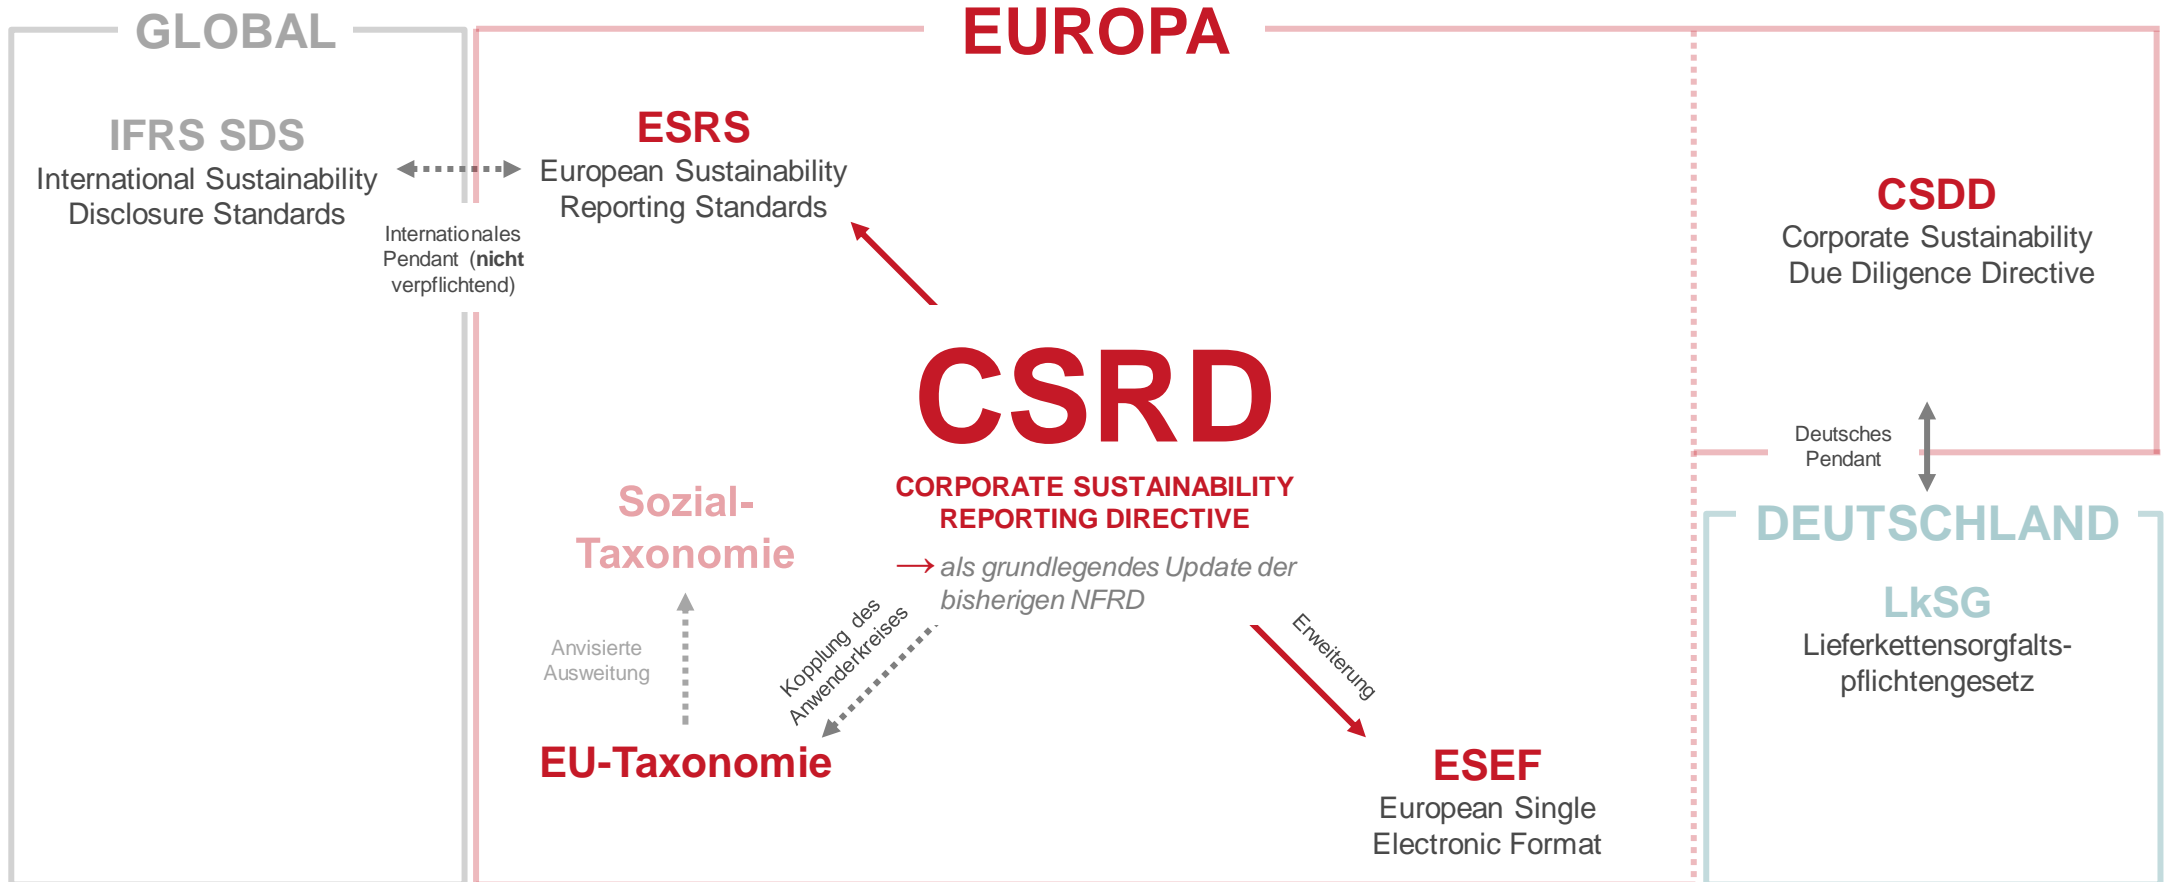 GLOBAL
IFRS SDS
International Sustainability
Disclosure Standards
Internationales
Pendant (nicht
verpflichtend)
EUROPA
ESRS
European Sustainability
Reporting Standards
CSRD
CORPORATE SUSTAINABILITY
REPORTING DIRECTIVE
→ als grundlegendes Update der
bisherigen NFRD
Sozial-
Taxonomie
Anvisierte
Ausweitung
Kopplung des
Anwenderkreises
EU-Taxonomie
Erweiterung
ESEF
European Single
Electronic Format
CSDD
Corporate Sustainability
Due Diligence Directive
Deutsches
Pendant
DEUTSCHLAND
LkSG
Lieferkettensorgfalts-
pflichtengesetz